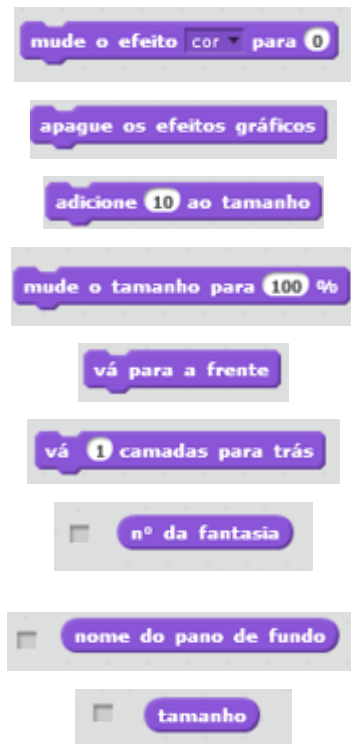 mude o efeito cor para 0
apague os efeitos gráficos
adicione 10 ao tamanho
mude o tamanho para 100 %
vá para a frente
vá 1 camadas para trás
nº da fantasia
nome do pano de fundo
tamanho